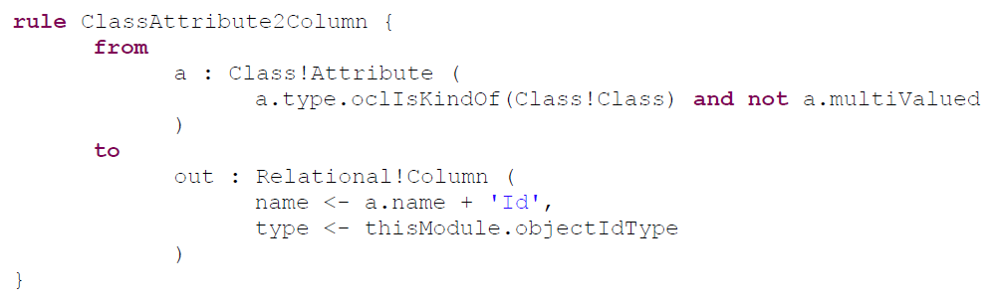 rule ClassAttribute2Column {
from
a : Class!Attribute (
a.type.oclIsKindOf(Class!Class) and not a.multiValued
)
to
out : Relational!Column (
name <- a.name + 'Id',
type <- thisModule.objectIdType
)
}